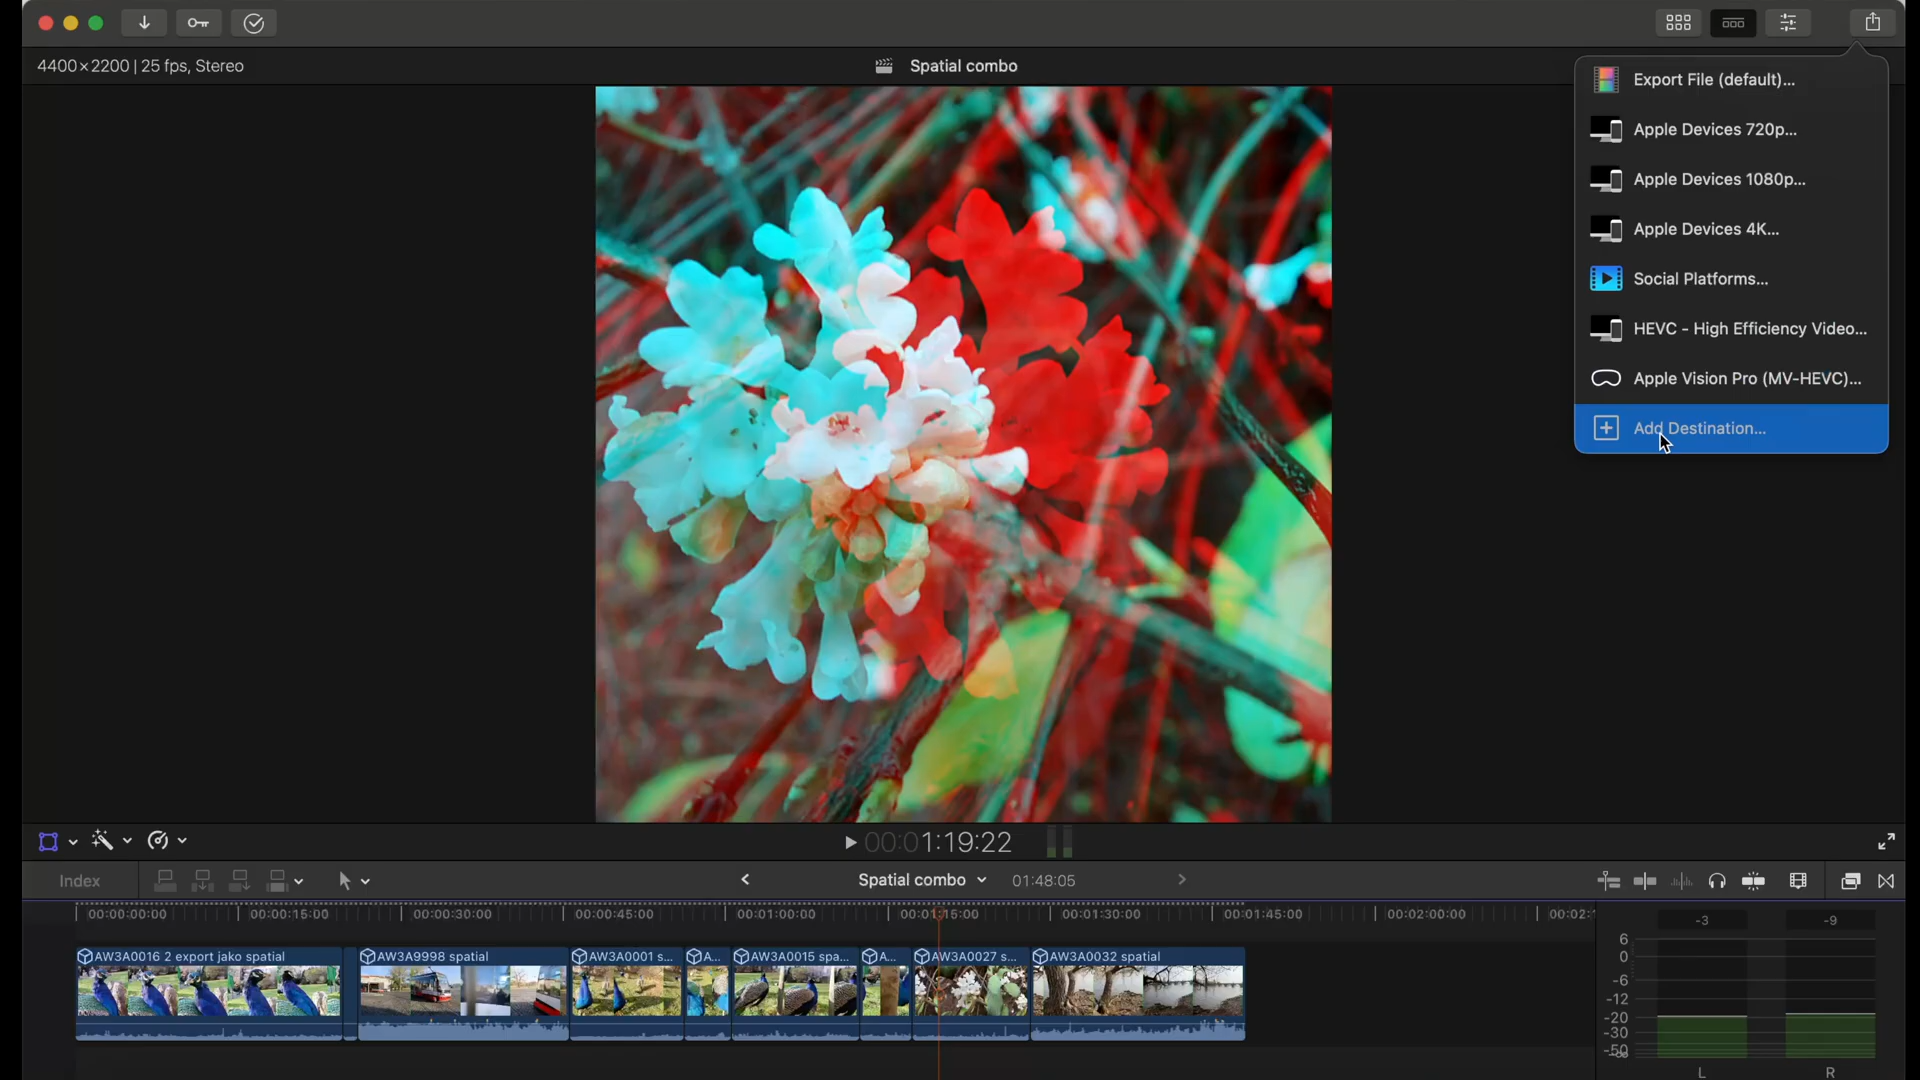 4400×2200 | 25 fps, Stereo
Spatial combo
Export File (default)...
Apple Devices 720p...
Apple Devices 1080p...
Apple Devices 4K...
Social Platforms...
HEVC - High Efficiency Video...
Apple Vision Pro (MV-HEVC)...
Add Destination...
00:01:19:22
Index
Spatial combo
01:48:05
00:00:00:00
00:00:15:00
00:00:30:00
00:00:45:00
00:01:00:00
00:01:15:00
00:01:30:00
00:01:45:00
00:02:00:00
00:02:1
AW3A0016 2 export jako spatial
AW3A9998 spatial
AW3A0001 s...
A...
AW3A0015 spa...
A...
AW3A0027 s...
AW3A0032 spatial
-3
-9
6
0
-6
-12
-20
-30
-50
L
R